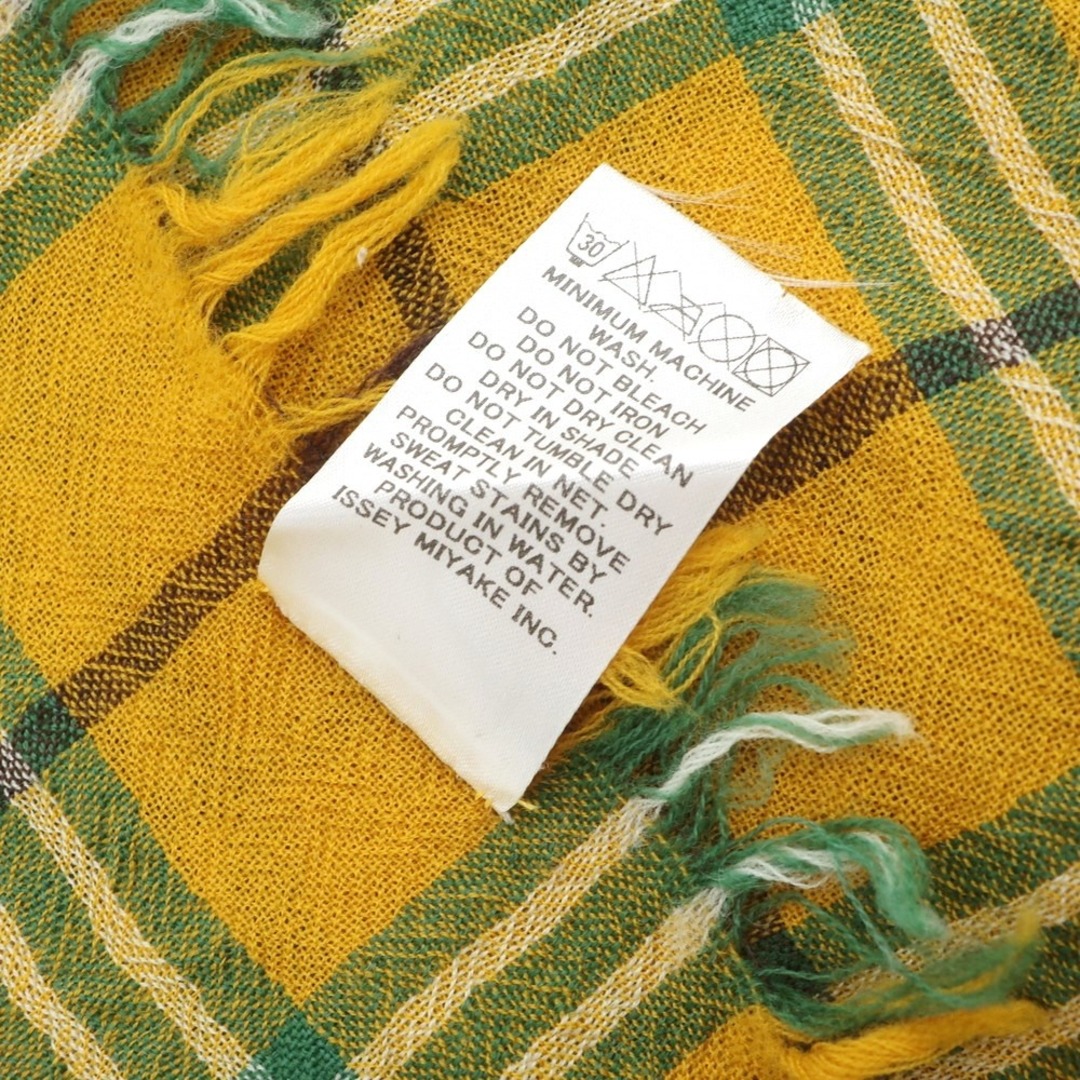 30
MINIMUM MACHINE
WASH.
DO NOT BLEACH
DO NOT IRON
DO NOT DRY CLEAN
DRY IN SHADE
DO NOT TUMBLE DRY
CLEAN IN NET.
PROMPTLY REMOVE
SWEAT STAINS BY
WASHING IN WATER.
PRODUCT OF
ISSEY MIYAKE INC.